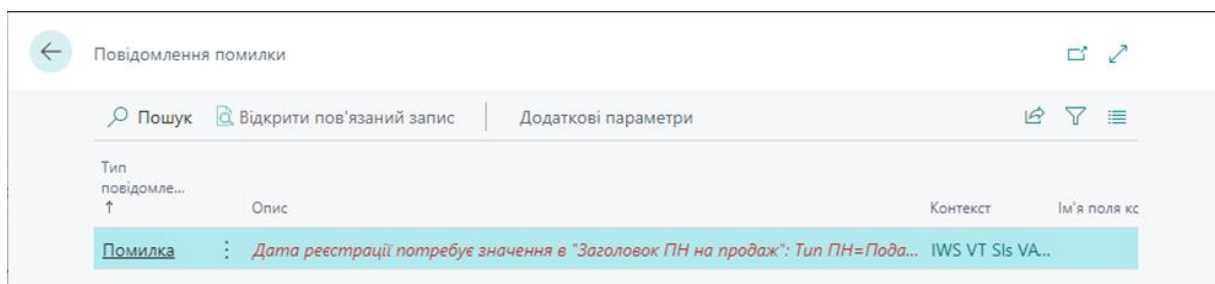 Повідомлення помилки
Пошук Відкрити пов'язаний запис Додаткові параметри
Тип
повідомле...
Опис Контекст Ім'я поля кс
Помилка Дата реєстрації потребує значення в "Заголовок ПН на продаж": Тип ПН=Пода... IWS VT Sls VA...